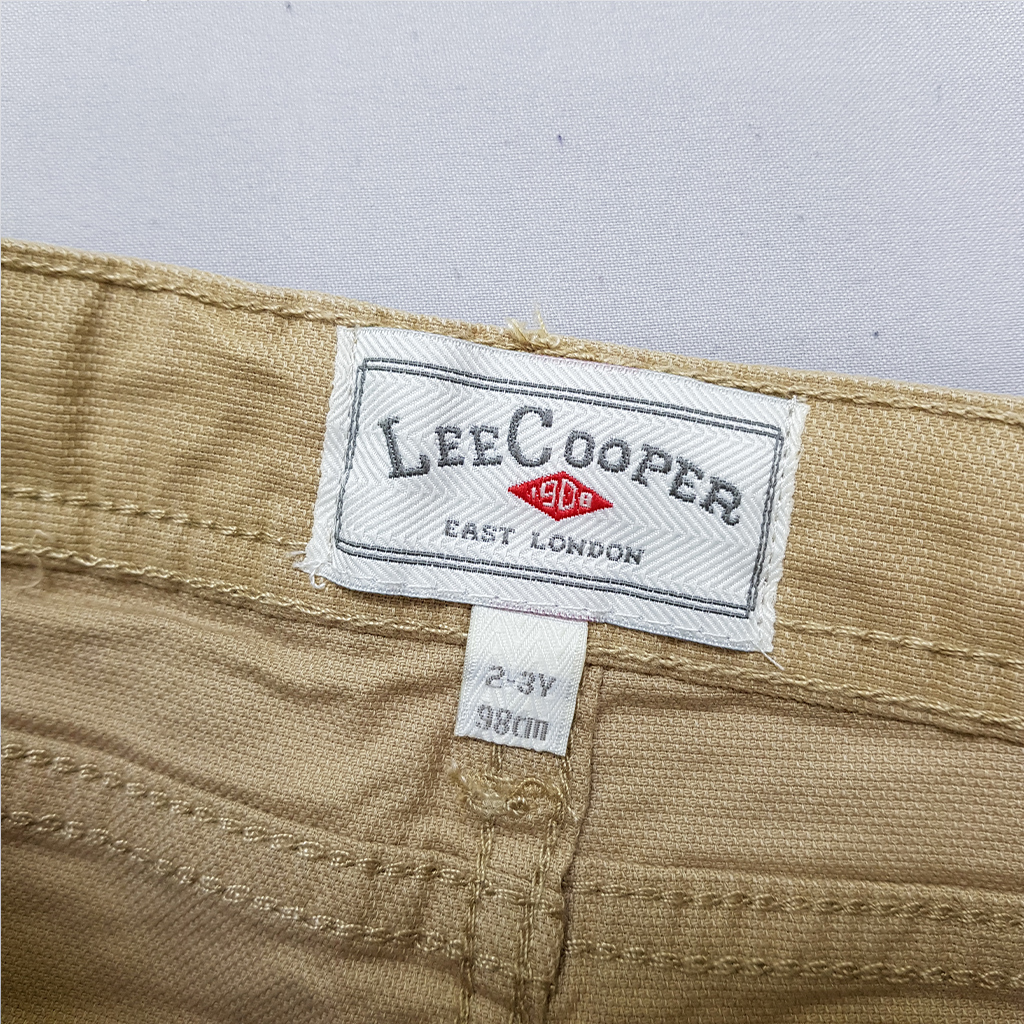 LEECOOPER
1908
EAST LONDON
2-3Y
98cm